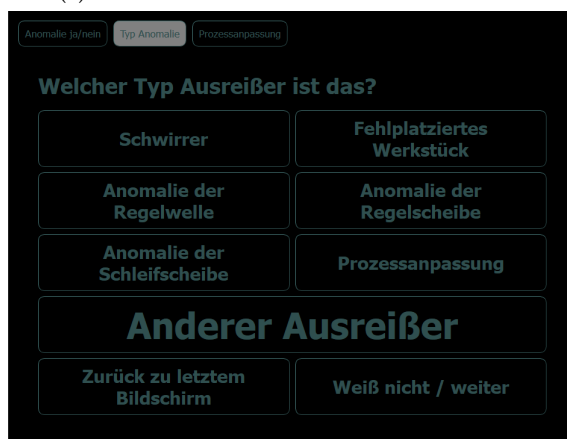 Anomalie ja/nein Typ Anomalie Prozessanpassung
Welcher Typ Ausreißer ist das?
Schwirrer
Fehlplatziertes
Werkstück
Anomalie der
Regelwelle
Anomalie der
Regelscheibe
Anomalie der
Schleifscheibe
Prozessanpassung
Anderer Ausreißer
Zurück zu letztem
Bildschirm
Weiß nicht / weiter